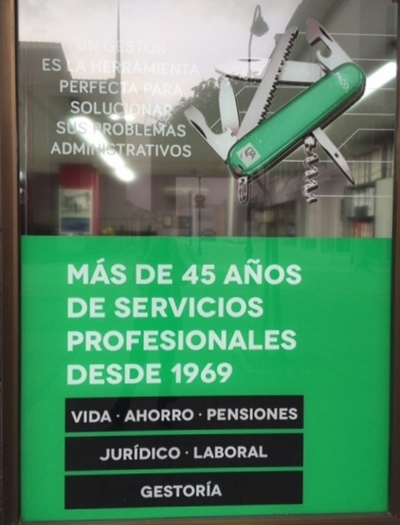 UN GESTOR
ES LA HERRAMIENTA
PERFECTA PARA
SOLUCIONAR
SUS PROBLEMAS
ADMINISTRATIVOS
MÁS DE 45 AÑOS
DE SERVICIOS
PROFESIONALES
DESDE 1969
VIDA · AHORRO · PENSIONES
JURÍDICO · LABORAL
GESTORÍA